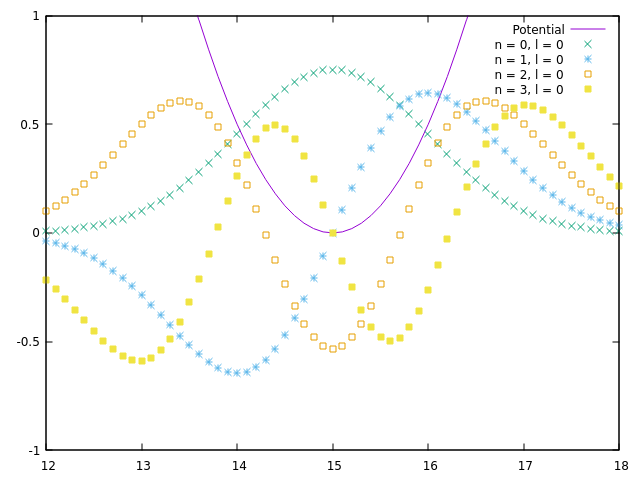 1
0.5
0
-0.5
-1
12 13 14 15 16 17 18
Potential
n = 0, l = 0
n = 1, l = 0
n = 2, l = 0
n = 3, l = 0